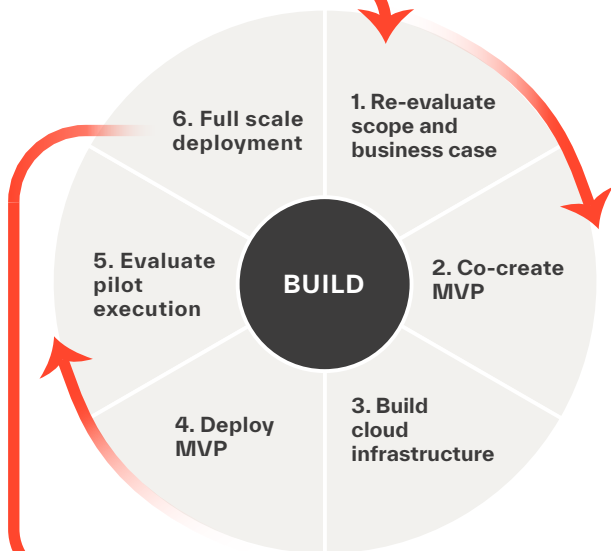 1. Re-evaluate
scope and
business case
2. Co-create
MVP
3. Build
cloud
infrastructure
4. Deploy
MVP
5. Evaluate
pilot
execution
6. Full scale
deployment
BUILD